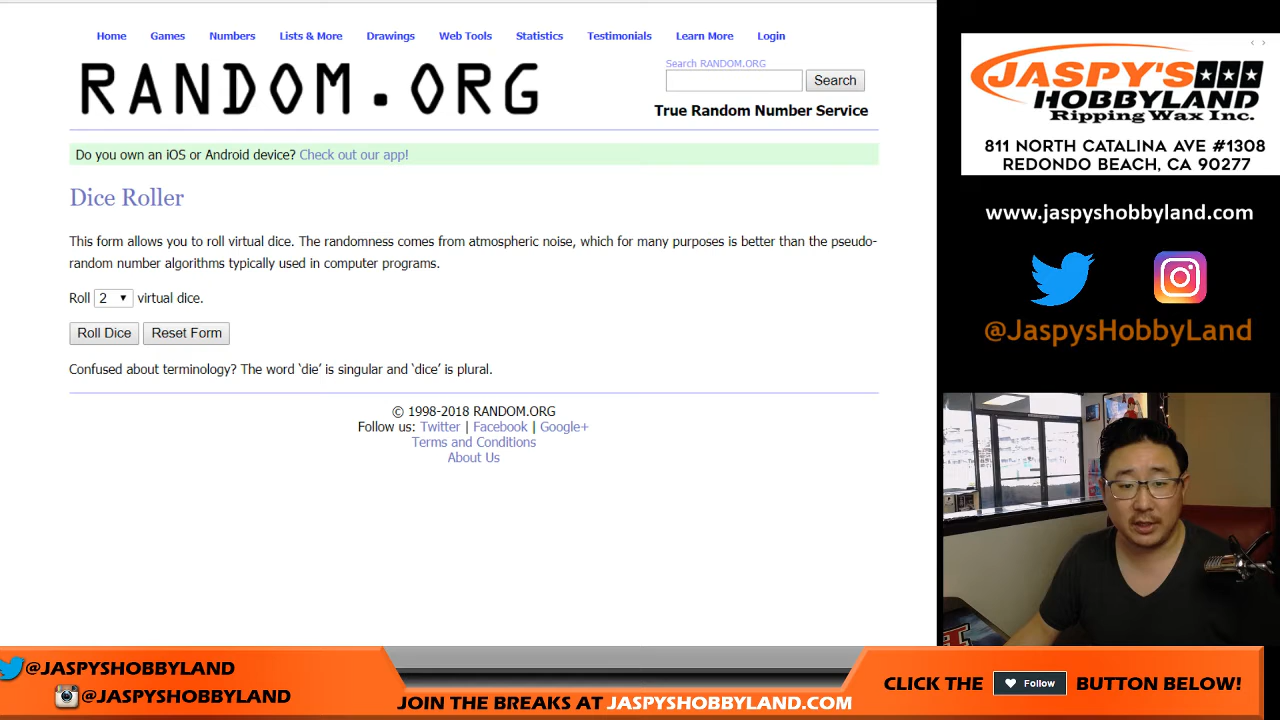 Home Games Numbers Lists & More Drawings Web Tools Statistics Testimonials Learn More Login
RANDOM.ORG
Search RANDOM.ORG
Search
True Random Number Service
Do you own an iOS or Android device? Check out our app!
Dice Roller
This form allows you to roll virtual dice. The randomness comes from atmospheric noise, which for many purposes is better than the pseudo-
random number algorithms typically used in computer programs.
Roll 2 virtual dice.
Roll Dice Reset Form
Confused about terminology? The word ‘die’ is singular and ‘dice’ is plural.
© 1998-2018 RANDOM.ORG
Follow us: Twitter | Facebook | Google+
Terms and Conditions
About Us
JASPY'S
HOBBYLAND
Ripping Wax Inc.
811 NORTH CATALINA AVE #1308
REDONDO BEACH, CA 90277
www.jaspyshobbyland.com
@JaspysHobbyLand
@JASPYSHOBBYLAND
@JASPYSHOBBYLAND
JOIN THE BREAKS AT JASPYSHOBBYLAND.COM
CLICK THE Follow BUTTON BELOW!